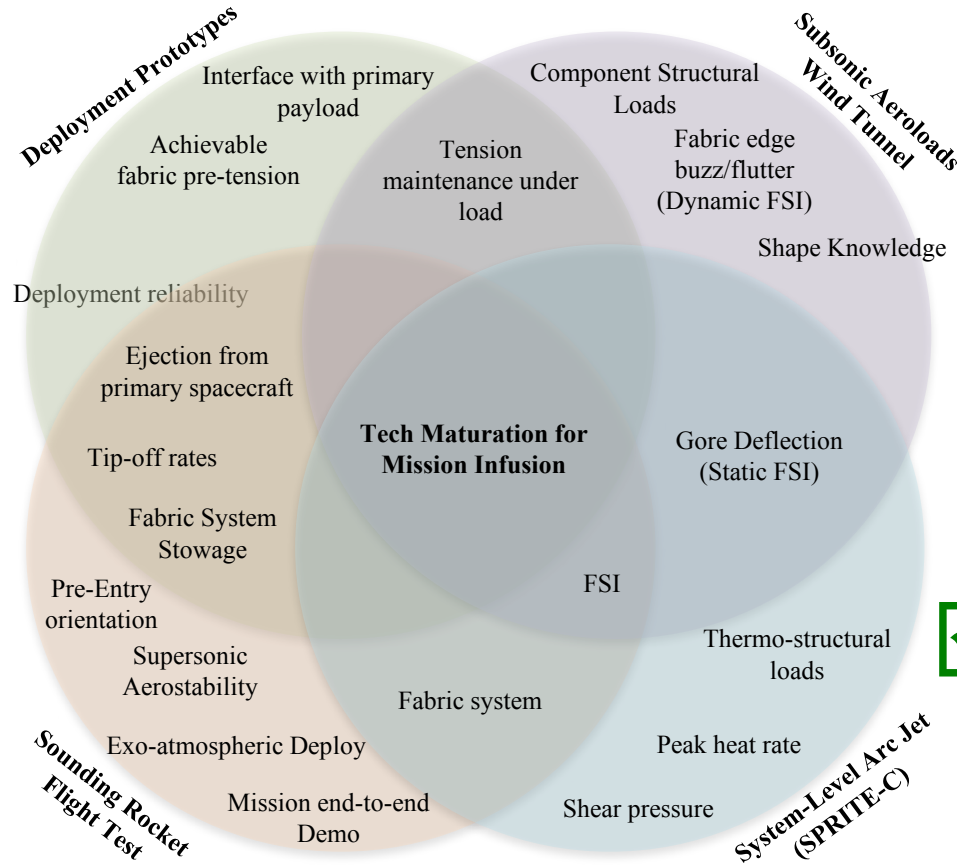 Deployment Prototypes
Subsonic Aeroloads
Wind Tunnel
Interface with primary
payload
Achievable
fabric pre-tension
Tension
maintenance under
load
Component Structural
Loads
Fabric edge
buzz/flutter
(Dynamic FSI)
Shape Knowledge
Deployment reliability
Ejection from
primary spacecraft
Tip-off rates
Fabric System
Stowage
Tech Maturation for
Mission Infusion
Gore Deflection
(Static FSI)
FSI
Pre-Entry
orientation
Supersonic
Aerostability
Exo-atmospheric Deploy
Mission end-to-end
Demo
Fabric system
Thermo-structural
loads
Peak heat rate
Shear pressure
Sounding Rocket
Flight Test
System-Level Arc Jet
(SPRITE-C)